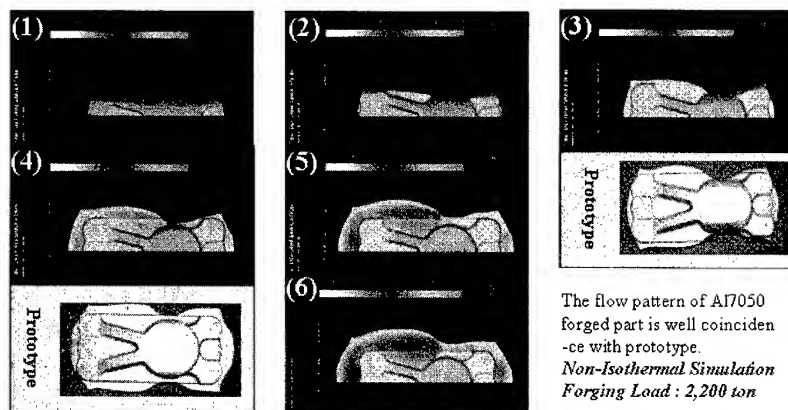 (1)
(2)
(3)
(4)
(5)
Prototype
Prototype
(6)
The flow pattern of Al7050
forged part is well coinciden
-ce with prototype.
Non-Isothermal Simulation
Forging Load : 2,200 ton